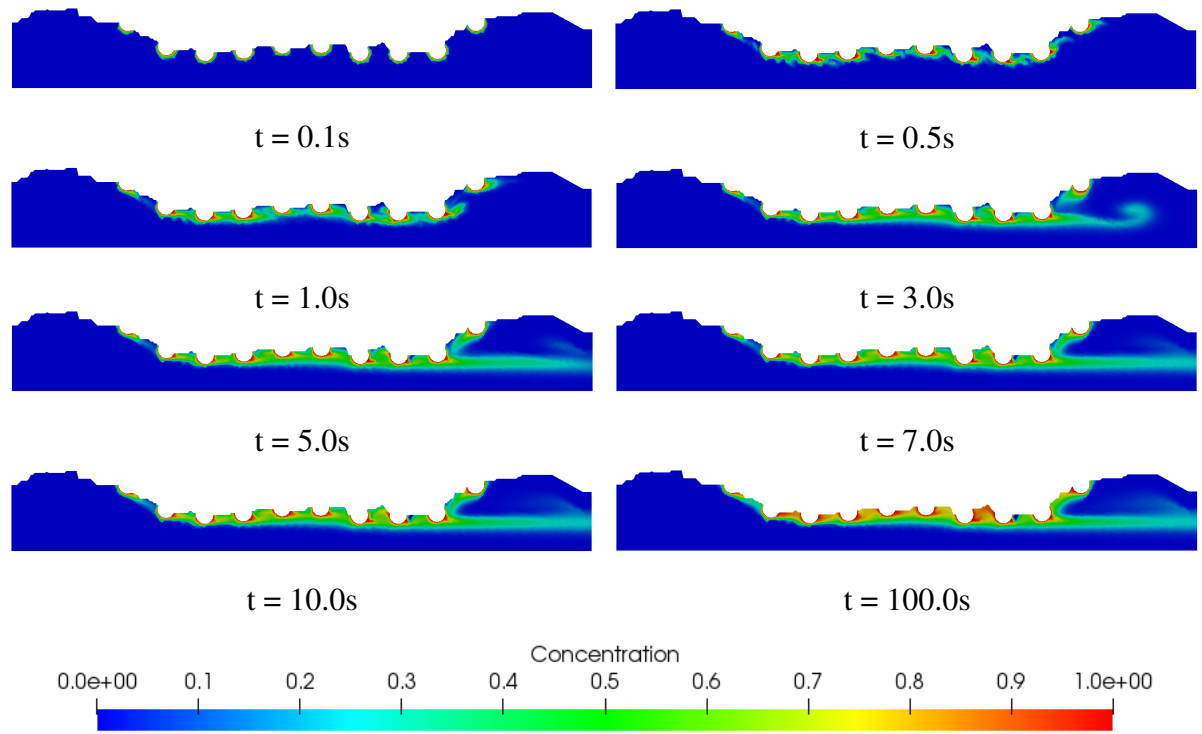 t = 0.1s
t = 0.5s
t = 1.0s
t = 3.0s
t = 5.0s
t = 7.0s
t = 10.0s
t = 100.0s
Concentration
0.0e+00 0.1 0.2 0.3 0.4 0.5 0.6 0.7 0.8 0.9 1.0e+00